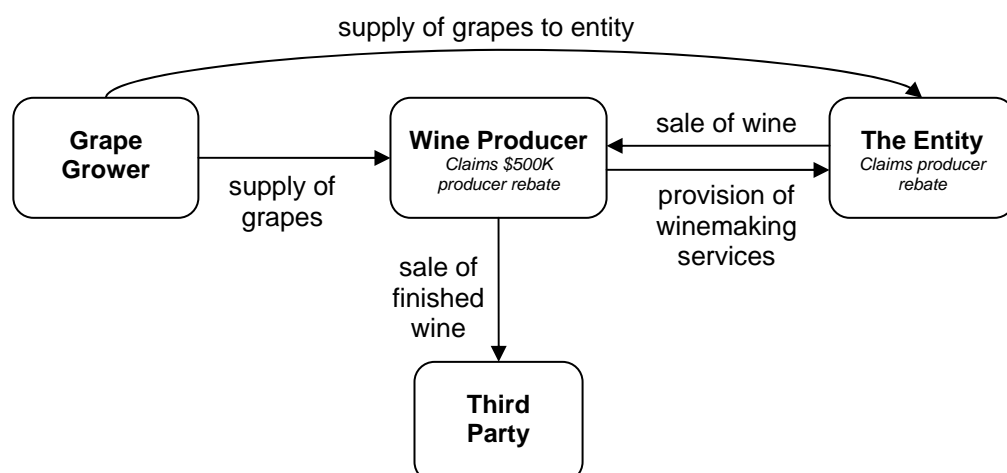 supply of grapes to entity
Grape
Grower
supply of
grapes
Wine Producer
Claims $500K
producer rebate
sale of wine
provision of
winemaking
services
The Entity
Claims producer
rebate
sale of
finished
wine
Third
Party